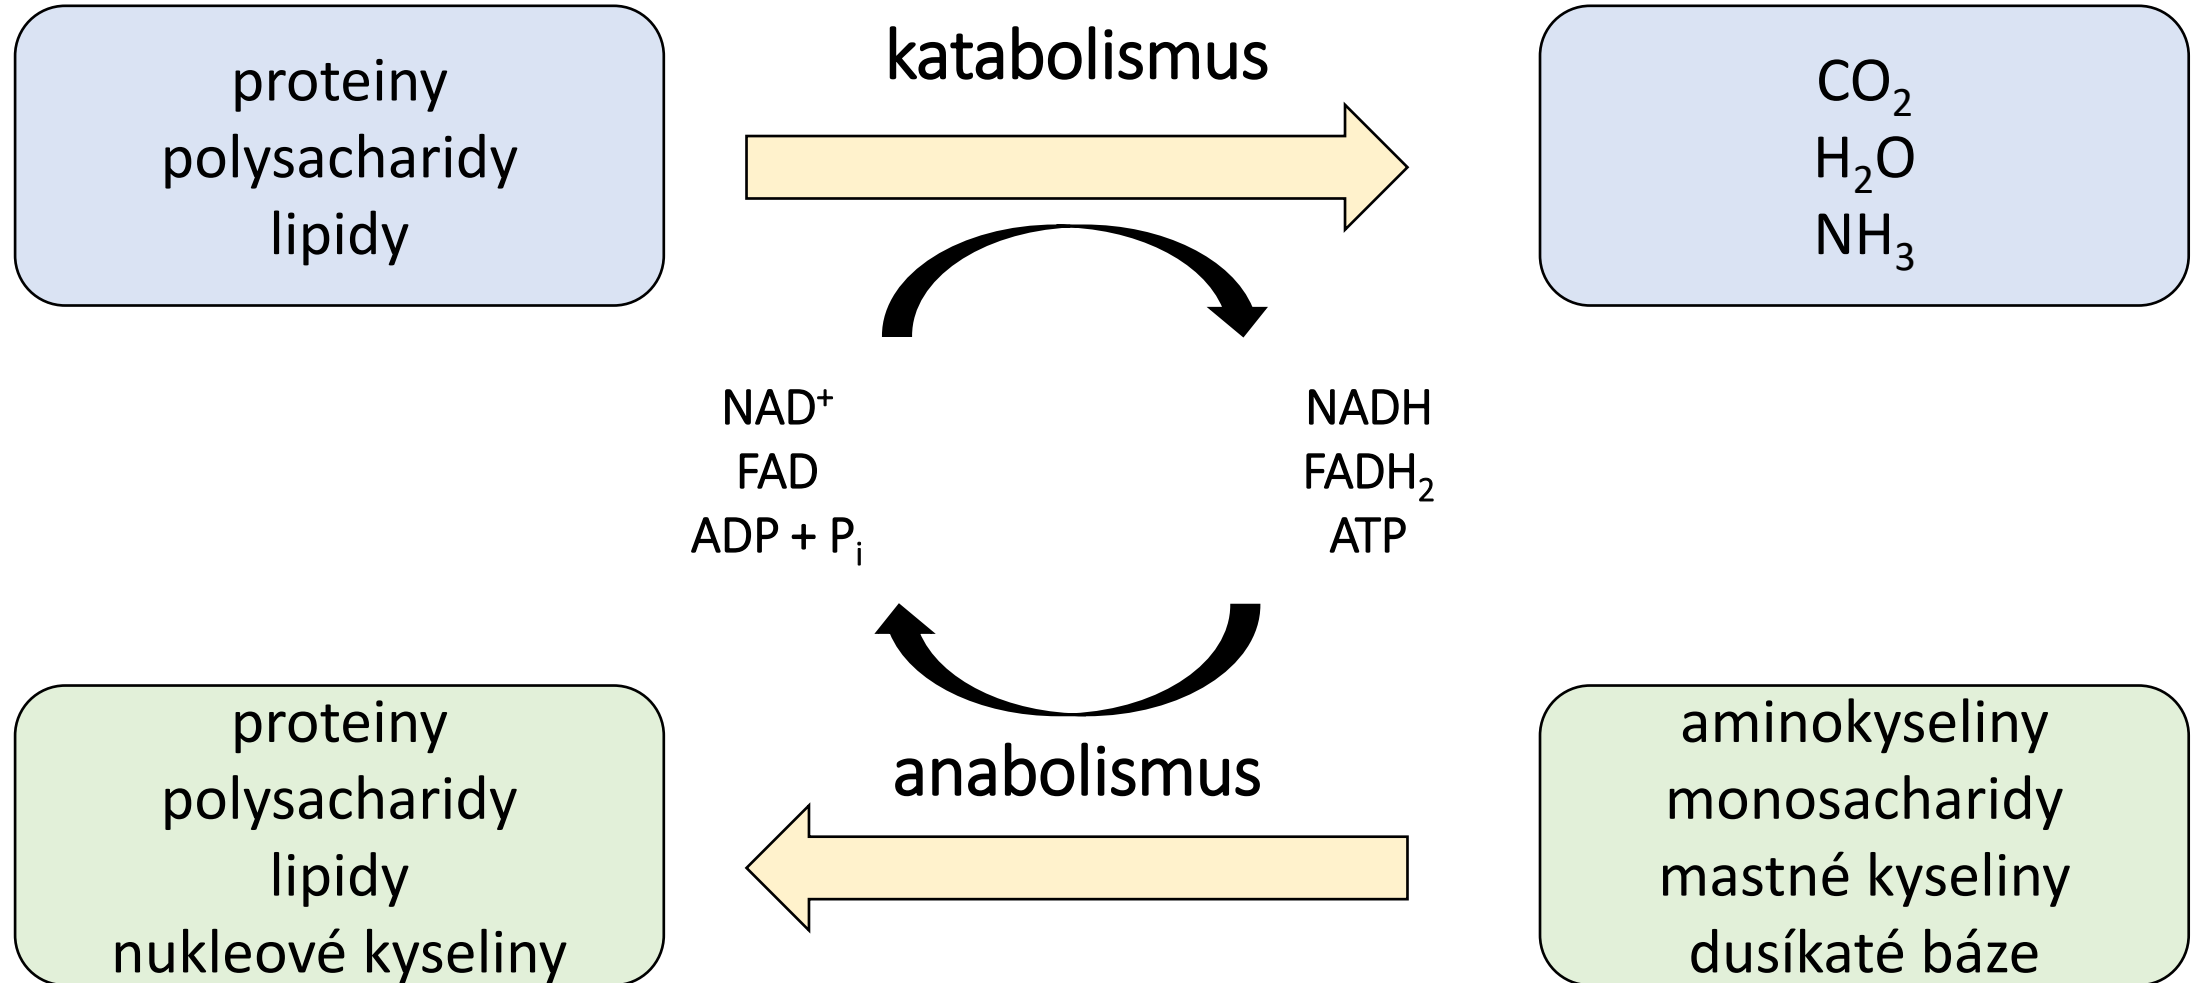 proteiny
polysacharidy
lipidy
katabolismus
CO₂
H₂O
NH₃
NAD⁺
FAD
ADP + Pᵢ
NADH
FADH₂
ATP
proteiny
polysacharidy
lipidy
nukleové kyseliny
anabolismus
aminokyseliny
monosacharidy
mastné kyseliny
dusíkaté báze